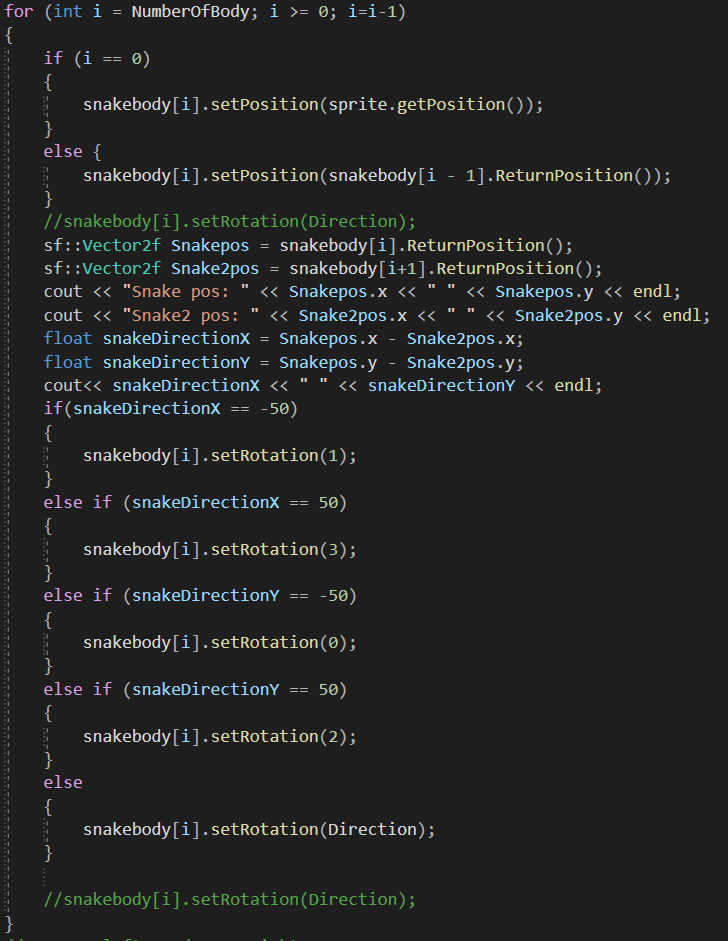 for (int i = NumberOfBody; i >= 0; i=i-1)
{
    if (i == 0)
    {
        snakebody[i].setPosition(sprite.getPosition());
    }
    else {
        snakebody[i].setPosition(snakebody[i - 1].ReturnPosition());
    }
    //snakebody[i].setRotation(Direction);
    sf::Vector2f Snakepos = snakebody[i].ReturnPosition();
    sf::Vector2f Snake2pos = snakebody[i+1].ReturnPosition();
    cout << "Snake pos: " << Snakepos.x << " " << Snakepos.y << endl;
    cout << "Snake2 pos: " << Snake2pos.x << " " << Snake2pos.y << endl;
    float snakeDirectionX = Snakepos.x - Snake2pos.x;
    float snakeDirectionY = Snakepos.y - Snake2pos.y;
    cout<< snakeDirectionX << " " << snakeDirectionY << endl;
    if(snakeDirectionX == -50)
    {
        snakebody[i].setRotation(1);
    }
    else if (snakeDirectionX == 50)
    {
        snakebody[i].setRotation(3);
    }
    else if (snakeDirectionY == -50)
    {
        snakebody[i].setRotation(0);
    }
    else if (snakeDirectionY == 50)
    {
        snakebody[i].setRotation(2);
    }
    else
    {
        snakebody[i].setRotation(Direction);
    }
    //snakebody[i].setRotation(Direction);
}